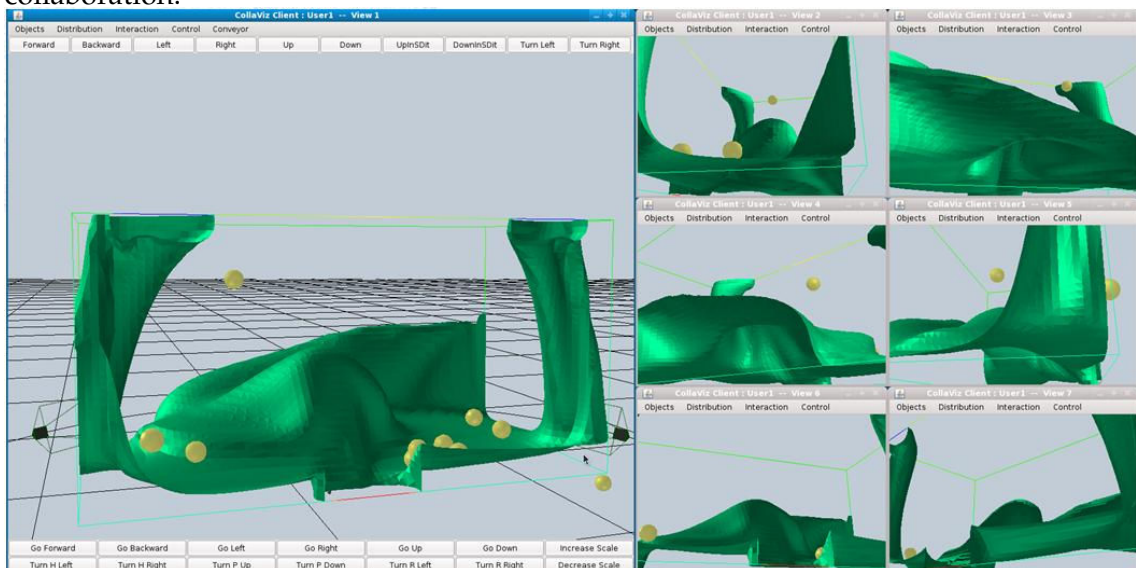 collaboration.
CollaViz Client : User1 -- View 1
Objects Distribution Interaction Control Conveyor
Forward Backward Left Right Up Down UpInSDit DownInSDit Turn Left Turn Right
Go Forward Go Backward Go Left Go Right Go Up Go Down Increase Scale
Turn H Left Turn H Right Turn P Up Turn P Down Turn R Left Turn R Right Decrease Scale
CollaViz Client : User1 -- View 2
Objects Distribution Interaction Control
CollaViz Client : User1 -- View 3
Objects Distribution Interaction Control
CollaViz Client : User1 -- View 4
Objects Distribution Interaction Control
CollaViz Client : User1 -- View 5
Objects Distribution Interaction Control
CollaViz Client : User1 -- View 6
Objects Distribution Interaction Control
CollaViz Client : User1 -- View 7
Objects Distribution Interaction Control